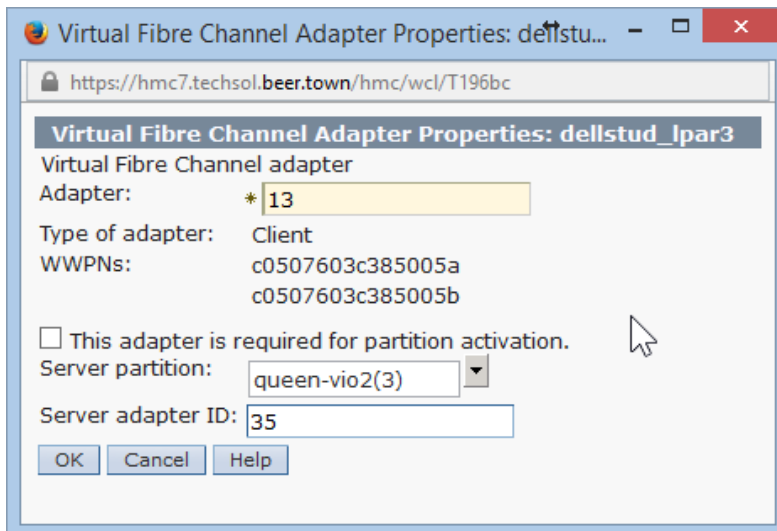 Virtual Fibre Channel Adapter Properties: dellstu...
https://hmc7.techsol.beer.town/hmc/wcl/T196bc
Virtual Fibre Channel Adapter Properties: dellstud_lpar3
Virtual Fibre Channel adapter
Adapter: * 13
Type of adapter: Client
WWPNs: c0507603c385005a
c0507603c385005b
This adapter is required for partition activation.
Server partition: queen-vio2(3)
Server adapter ID: 35
OK Cancel Help